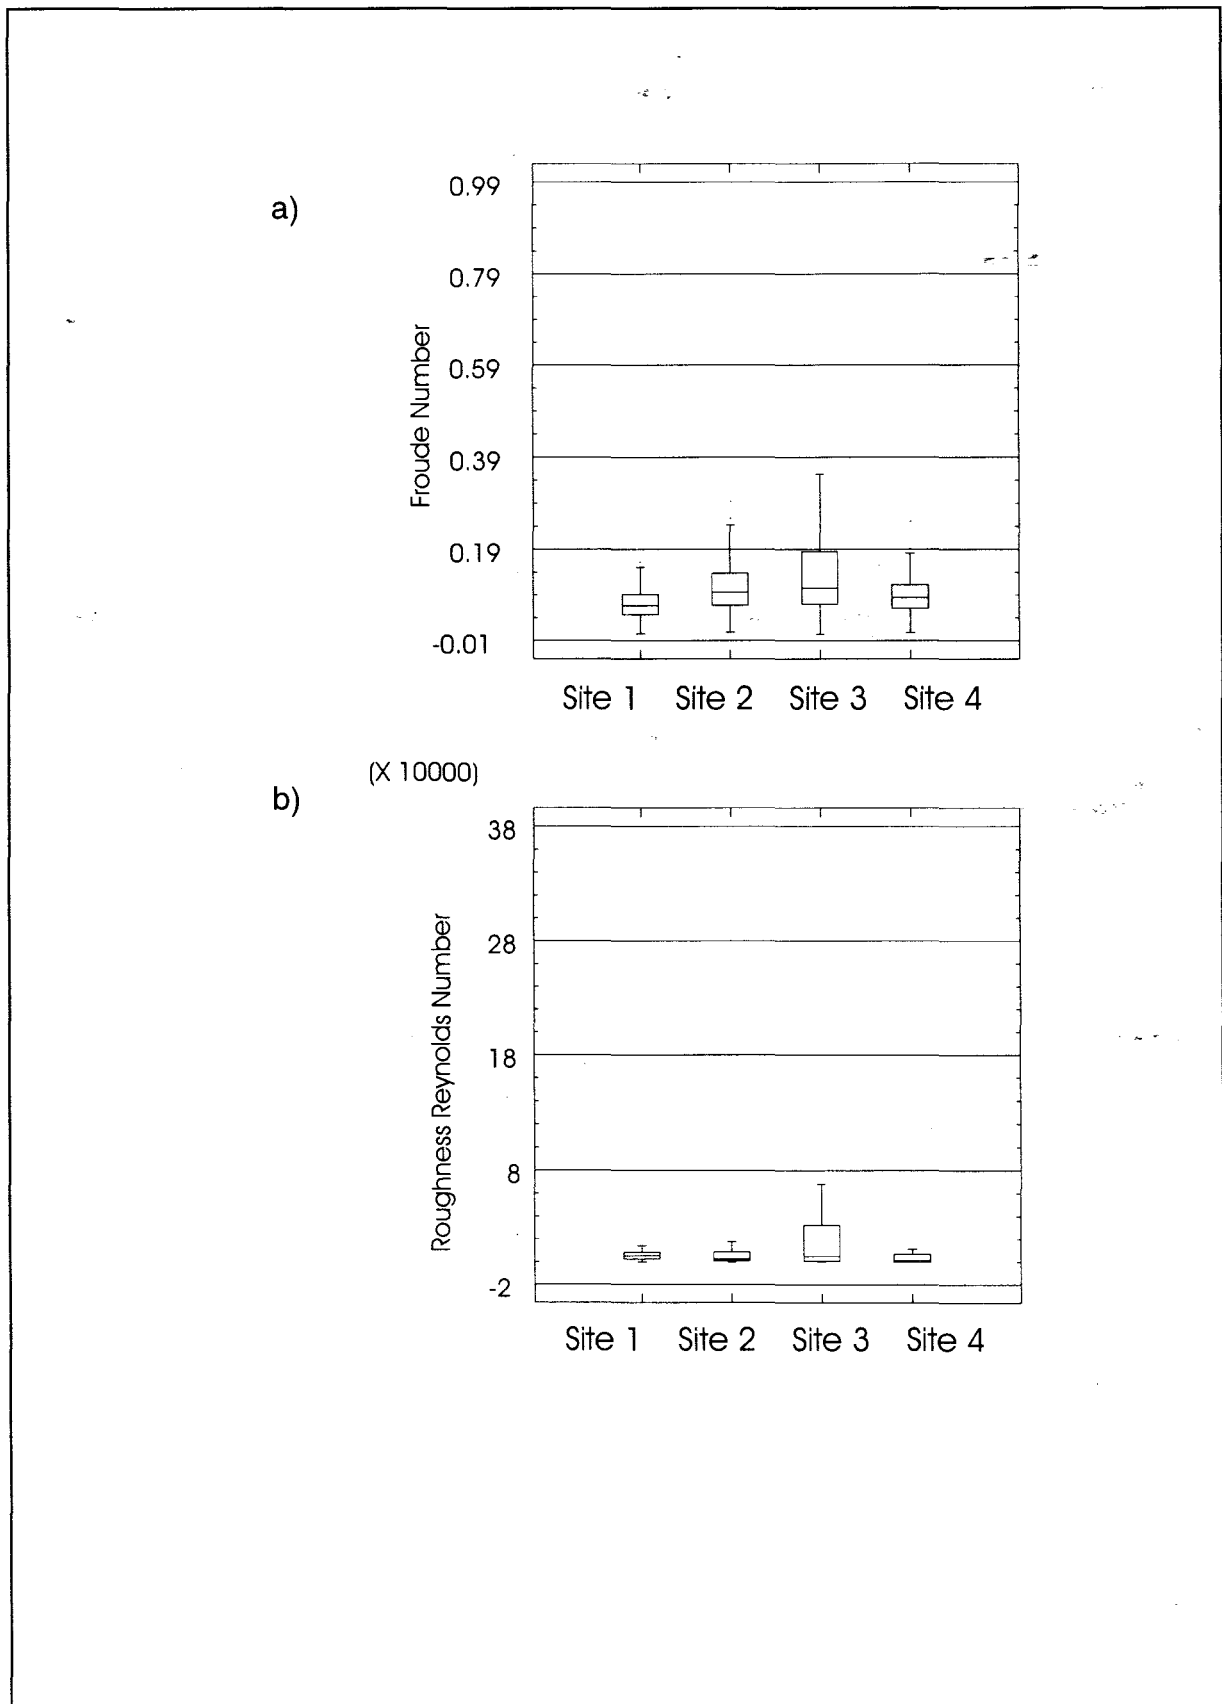 a)
0.99
0.79
0.59
0.39
0.19
-0.01
Froude Number
Site 1 Site 2 Site 3 Site 4
(X 10000)
b)
38
28
18
8
-2
Roughness Reynolds Number
Site 1 Site 2 Site 3 Site 4